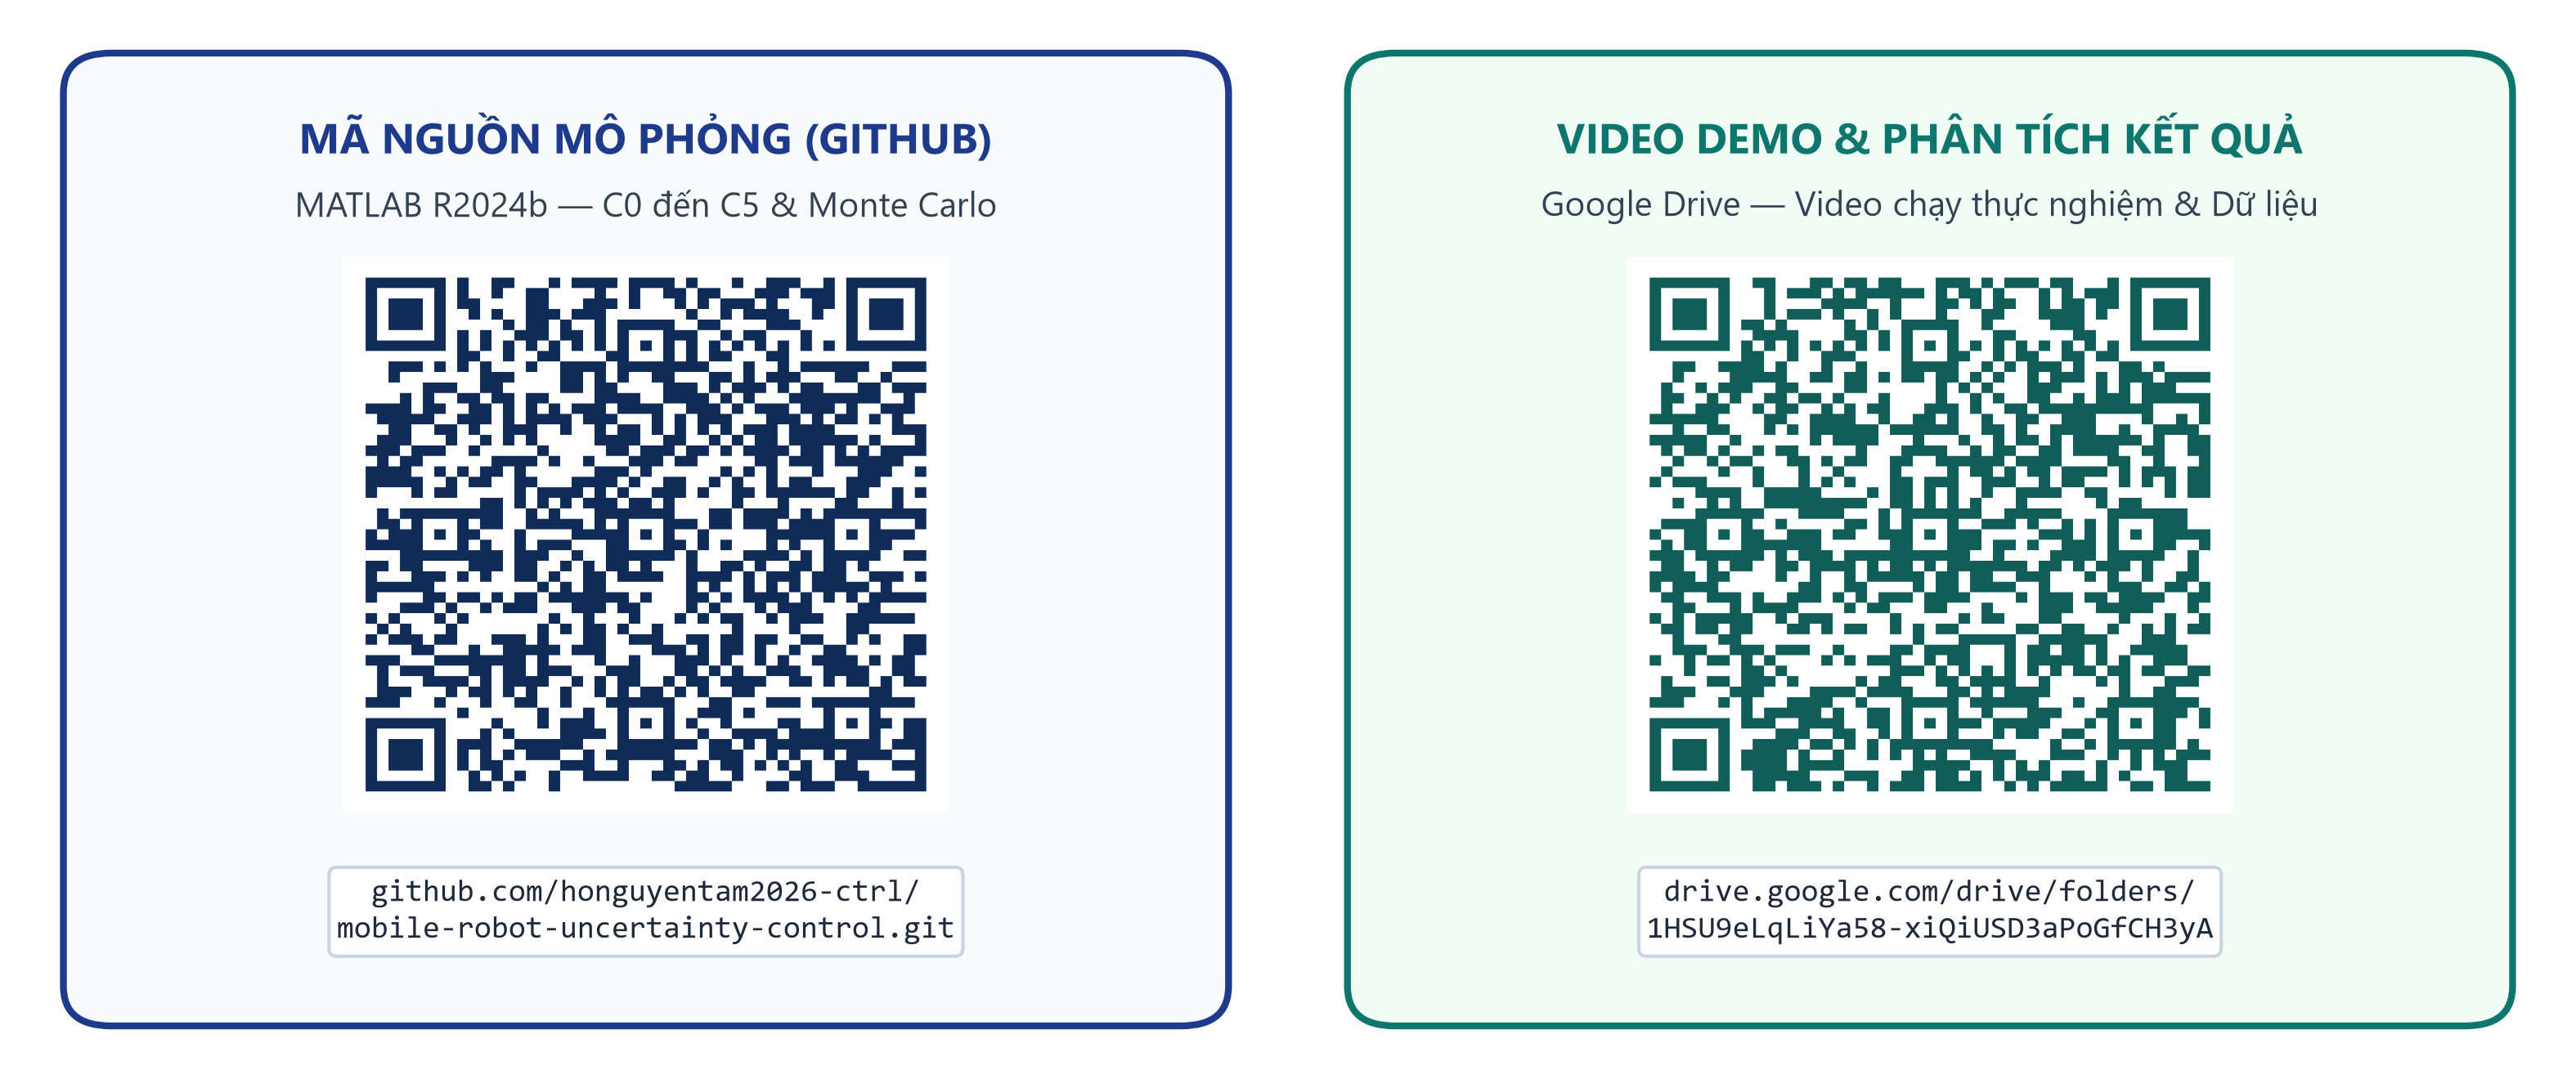 MÃ NGUỒN MÔ PHỎNG (GITHUB)
MATLAB R2024b — C0 đến C5 & Monte Carlo
github.com/honguyentam2026-ctrl/
mobile-robot-uncertainty-control.git
VIDEO DEMO & PHÂN TÍCH KẾT QUẢ
Google Drive — Video chạy thực nghiệm & Dữ liệu
drive.google.com/drive/folders/
1HSU9eLqLiYa58-xiQiUSD3aPoGfCH3yA